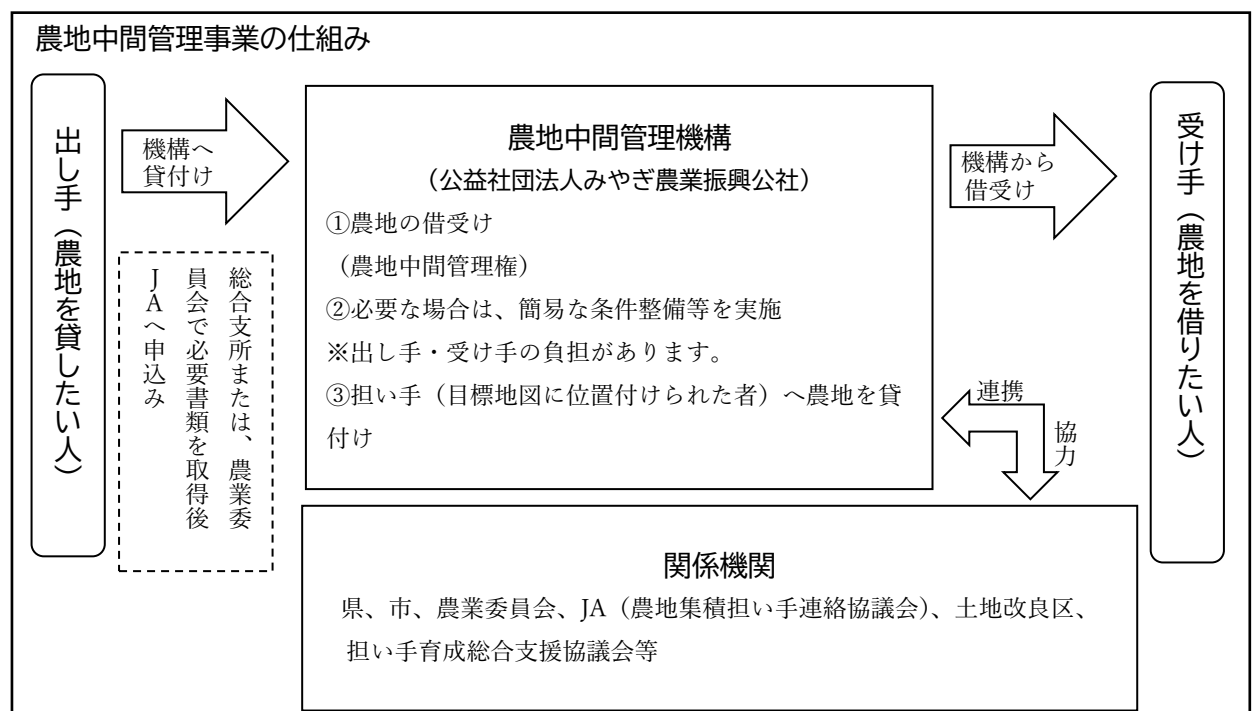 農地中間管理事業の仕組み
出し手（農地を貸したい人）
機構へ
貸付け
総合支所または、農業委
員会で必要書類を取得後
ＪＡへ申込み
農地中間管理機構
（公益社団法人みやぎ農業振興公社）
①農地の借受け
（農地中間管理権）
②必要な場合は、簡易な条件整備等を実施
※出し手・受け手の負担があります。
③担い手（目標地図に位置付けられた者）へ農地を貸
付け
機構から
借受け
受け手（農地を借りたい人）
連携
協力
関係機関
県、市、農業委員会、JA（農地集積担い手連絡協議会）、土地改良区、
担い手育成総合支援協議会等